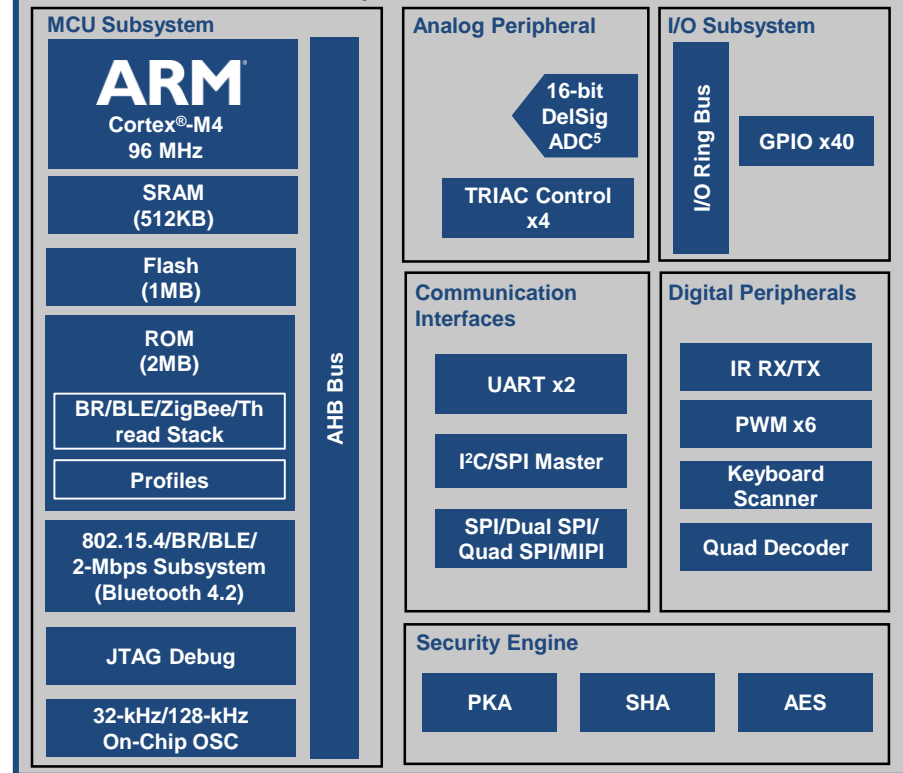 MCU Subsystem
ARM®
Cortex®-M4
96 MHz
SRAM
(512KB)
Flash
(1MB)
ROM
(2MB)
BR/BLE/ZigBee/Th
read Stack
Profiles
802.15.4/BR/BLE/
2-Mbps Subsystem
(Bluetooth 4.2)
JTAG Debug
32-kHz/128-kHz
On-Chip OSC
AHB Bus
Analog Peripheral
16-bit
DelSig
ADC⁵
TRIAC Control
x4
I/O Subsystem
I/O Ring Bus
GPIO x40
Communication
Interfaces
UART x2
I²C/SPI Master
SPI/Dual SPI/
Quad SPI/MIPI
Digital Peripherals
IR RX/TX
PWM x6
Keyboard
Scanner
Quad Decoder
Security Engine
PKA
SHA
AES